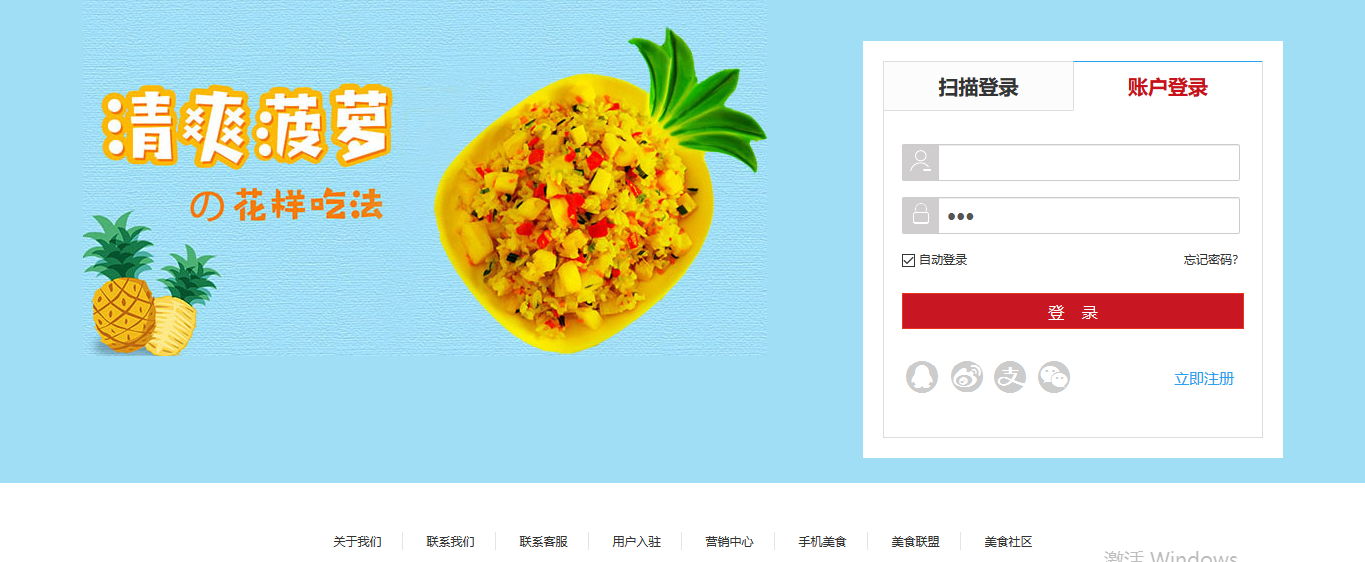 清爽菠萝
の花样吃法
扫描登录 账户登录
•••
自动登录 忘记密码?
登 录
支
立即注册
关于我们 联系我们 联系客服 用户入驻 营销中心 手机美食 美食联盟 美食社区
激活 Windows